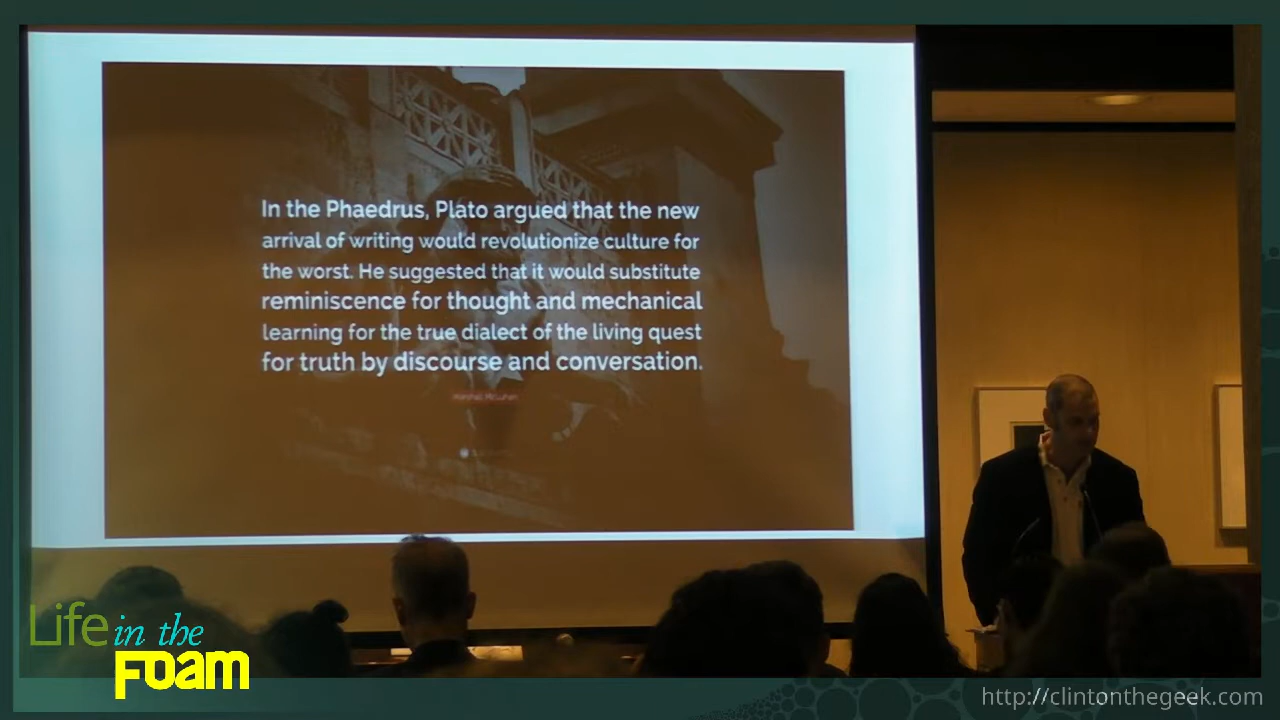 In the Phaedrus, Plato argued that the new
arrival of writing would revolutionize culture for
the worst. He suggested that it would substitute
reminiscence for thought and mechanical
learning for the true dialect of the living quest
for truth by discourse and conversation.
Marshall McLuhan
Life in the
FOAM
http://clintonthegeek.com